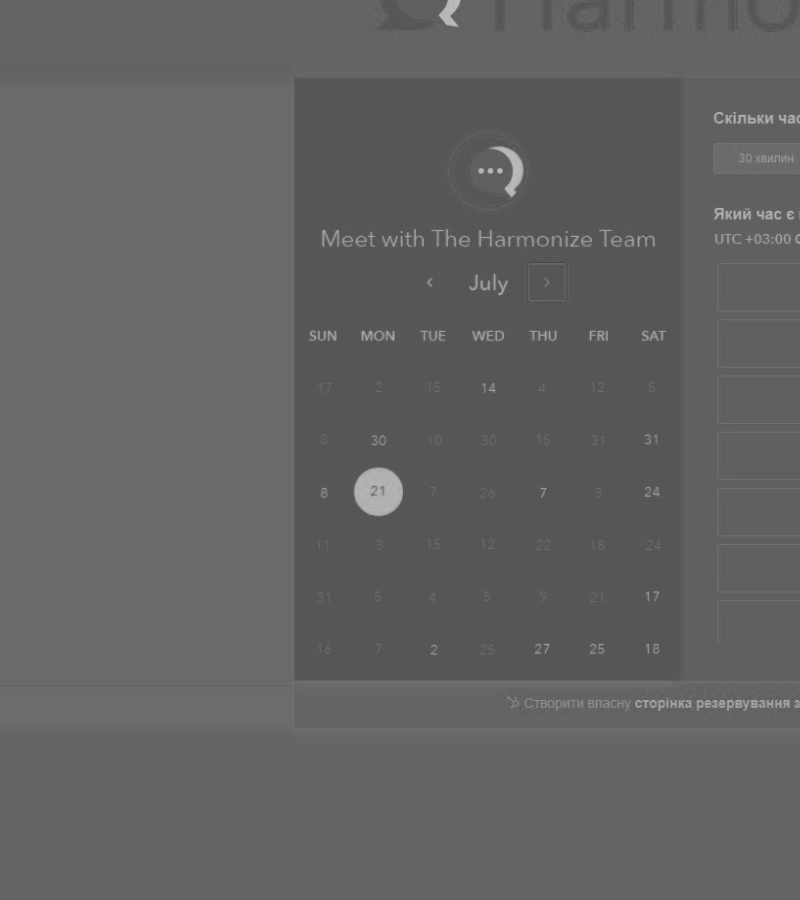 Harmo
Meet with The Harmonize Team
‹ July ›
SUN MON TUE WED THU FRI SAT
17 2 15 14 4 12 5
8 30 10 30 15 31 31
8 21 7 26 7 3 24
11 3 15 12 22 18 24
31 5 4 5 9 21 17
16 7 2 25 27 25 18
Скільки час
30 хвилин
Який час є
UTC +03:00
Створити власну сторінка резервування з